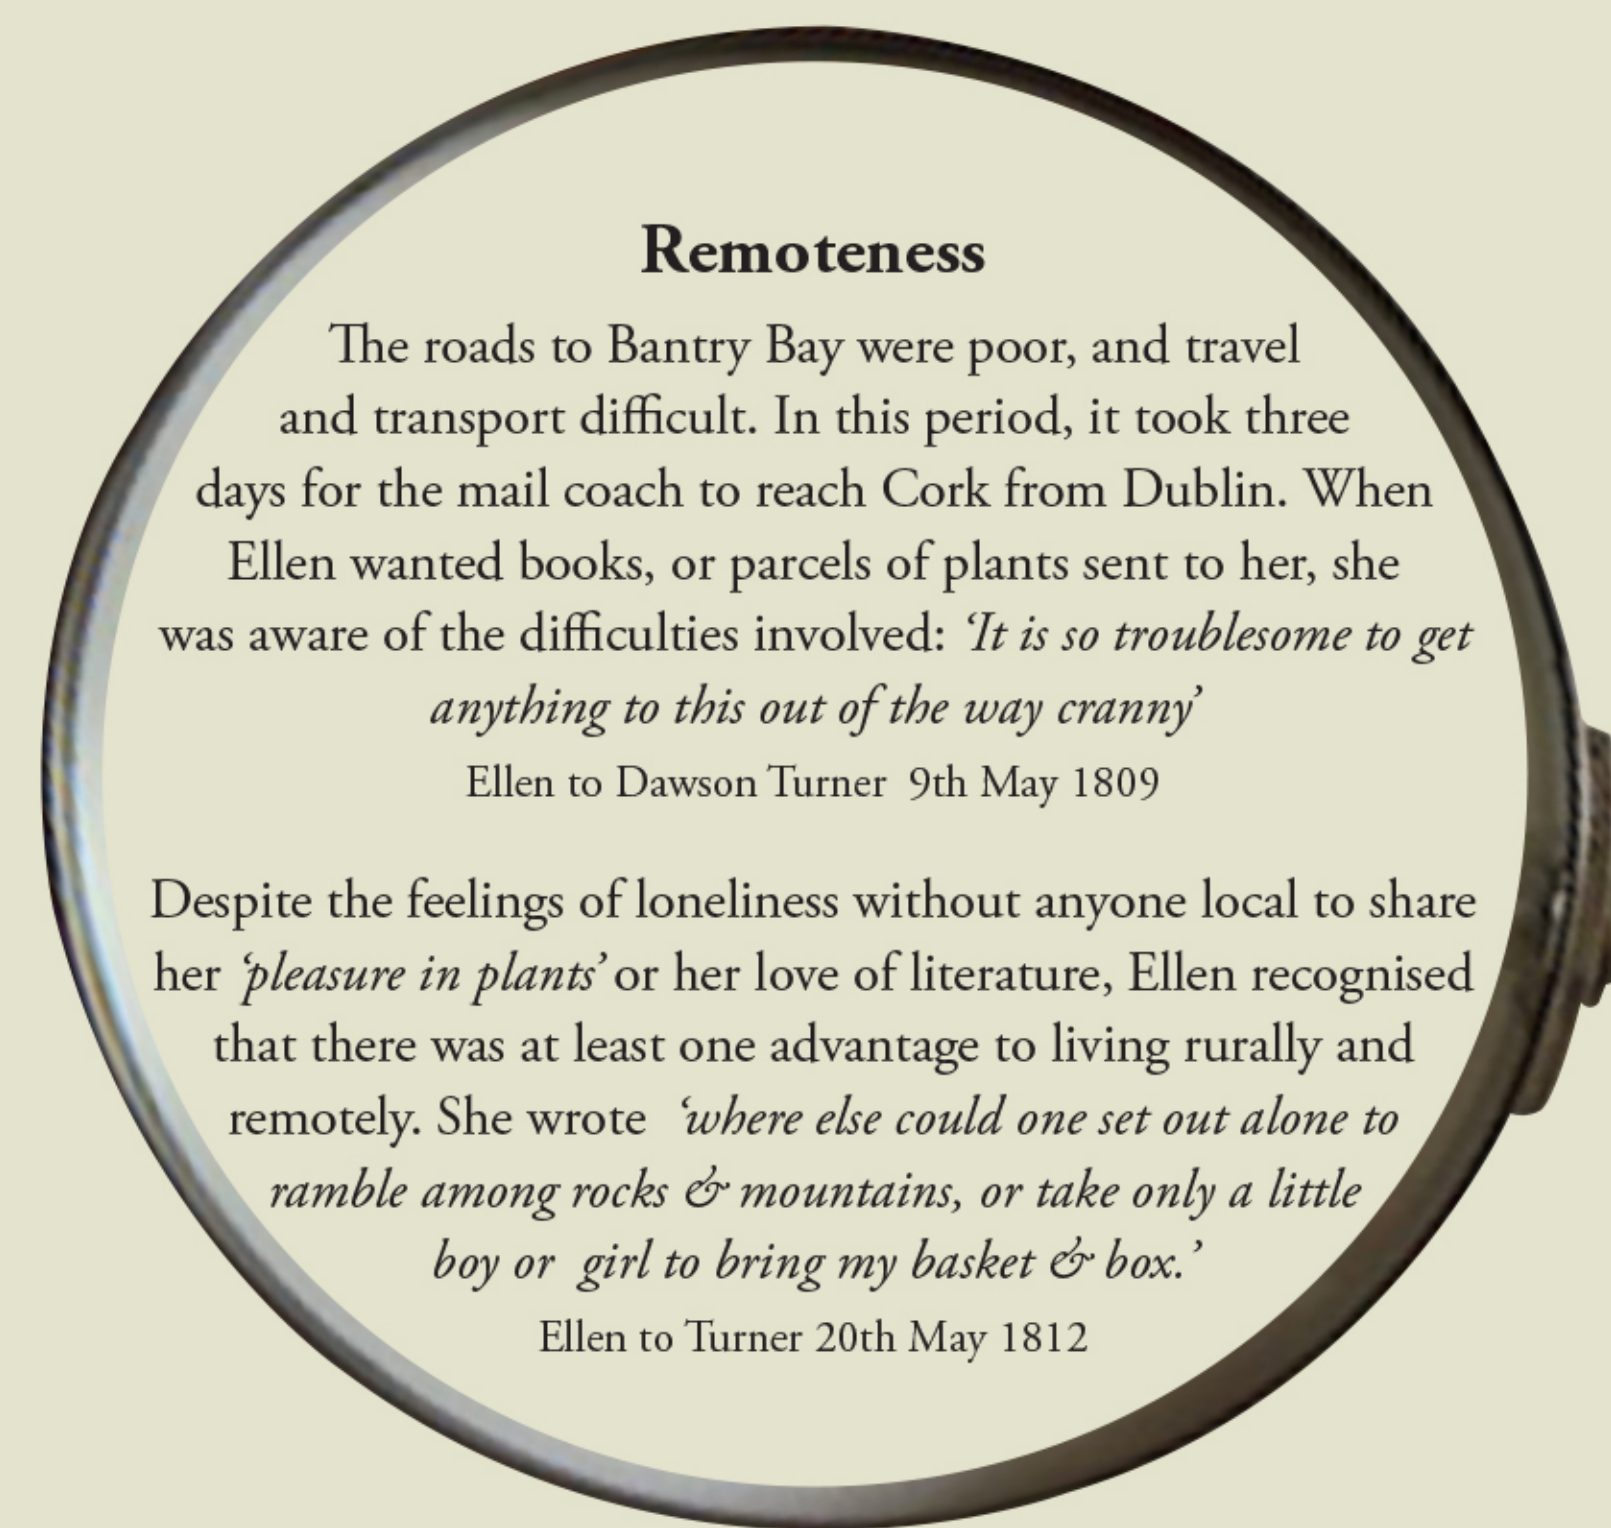 Remoteness
The roads to Bantry Bay were poor, and travel
and transport difficult. In this period, it took three
days for the mail coach to reach Cork from Dublin. When
Ellen wanted books, or parcels of plants sent to her, she
was aware of the difficulties involved: ‘It is so troublesome to get
anything to this out of the way cranny’
Ellen to Dawson Turner 9th May 1809
Despite the feelings of loneliness without anyone local to share
her ‘pleasure in plants’ or her love of literature, Ellen recognised
that there was at least one advantage to living rurally and
remotely. She wrote ‘where else could one set out alone to
ramble among rocks & mountains, or take only a little
boy or girl to bring my basket & box.’
Ellen to Turner 20th May 1812